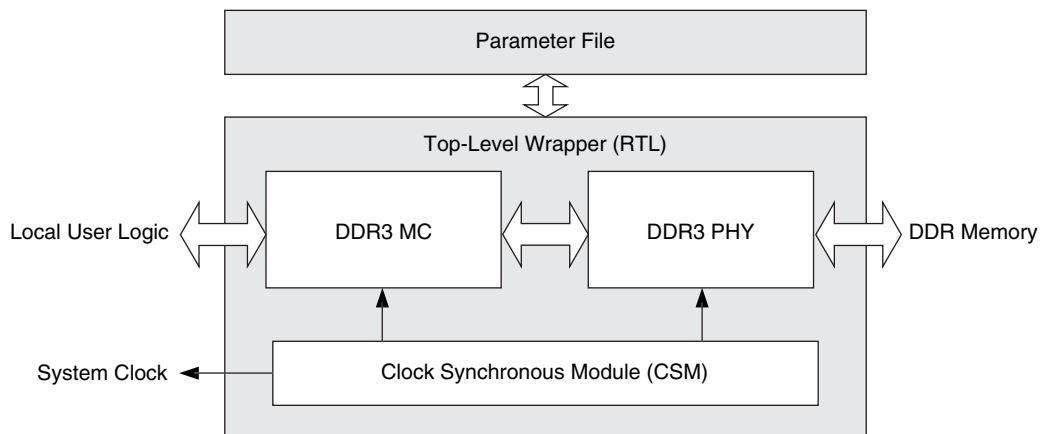 Parameter File
Top-Level Wrapper (RTL)
Local User Logic
DDR3 MC
DDR3 PHY
DDR Memory
System Clock
Clock Synchronous Module (CSM)